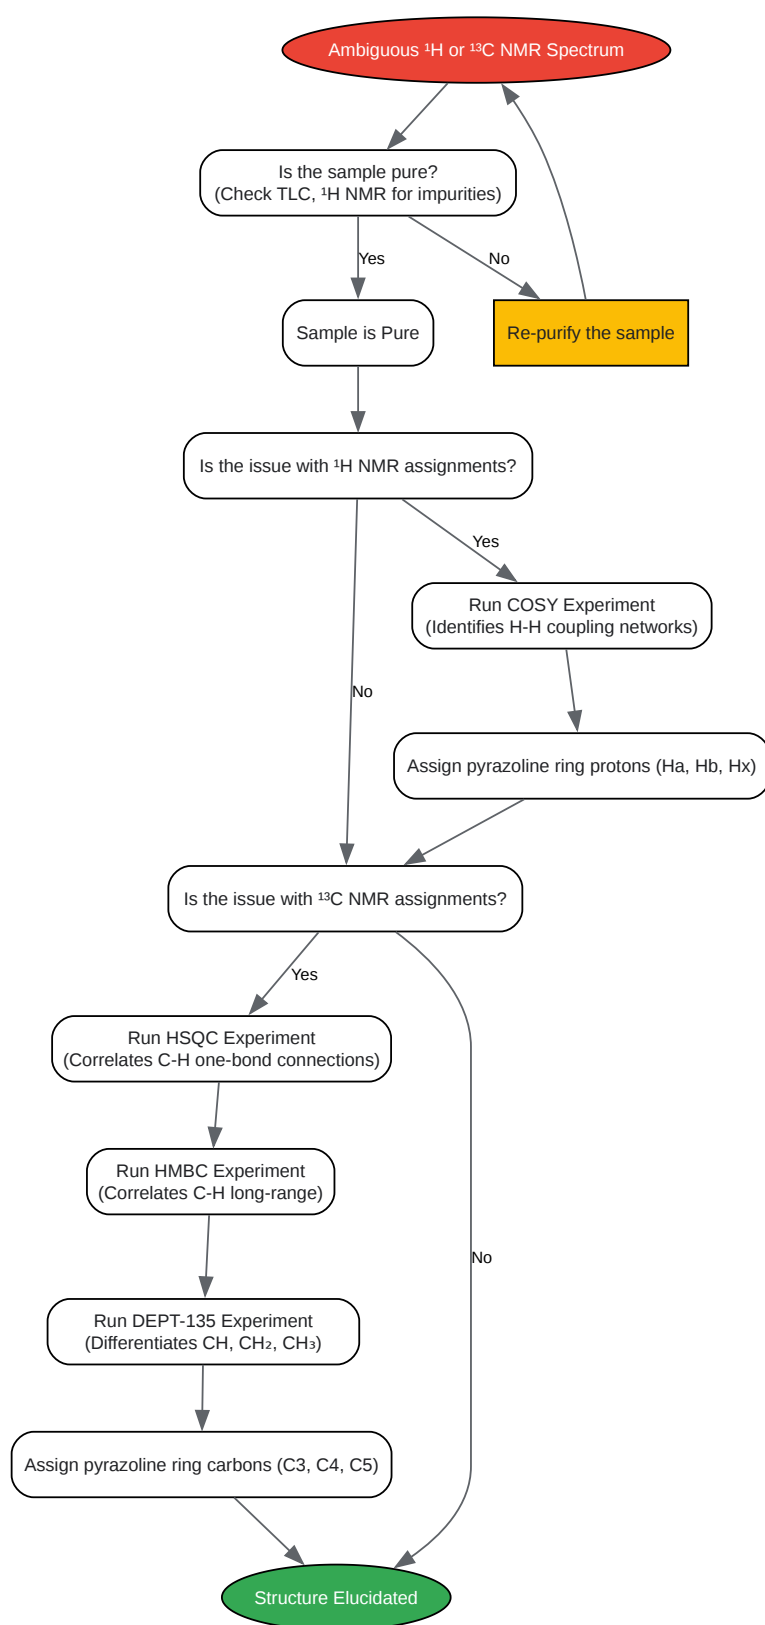 Ambiguous ¹H or ¹³C NMR Spectrum
Is the sample pure?
(Check TLC, ¹H NMR for impurities)
Yes
No
Sample is Pure
Re-purify the sample
Is the issue with ¹H NMR assignments?
Yes
Run COSY Experiment
(Identifies H-H coupling networks)
No
Assign pyrazoline ring protons (Ha, Hb, Hx)
Is the issue with ¹³C NMR assignments?
Yes
Run HSQC Experiment
(Correlates C-H one-bond connections)
Run HMBC Experiment
(Correlates C-H long-range)
No
Run DEPT-135 Experiment
(Differentiates CH, CH₂, CH₃)
Assign pyrazoline ring carbons (C3, C4, C5)
Structure Elucidated